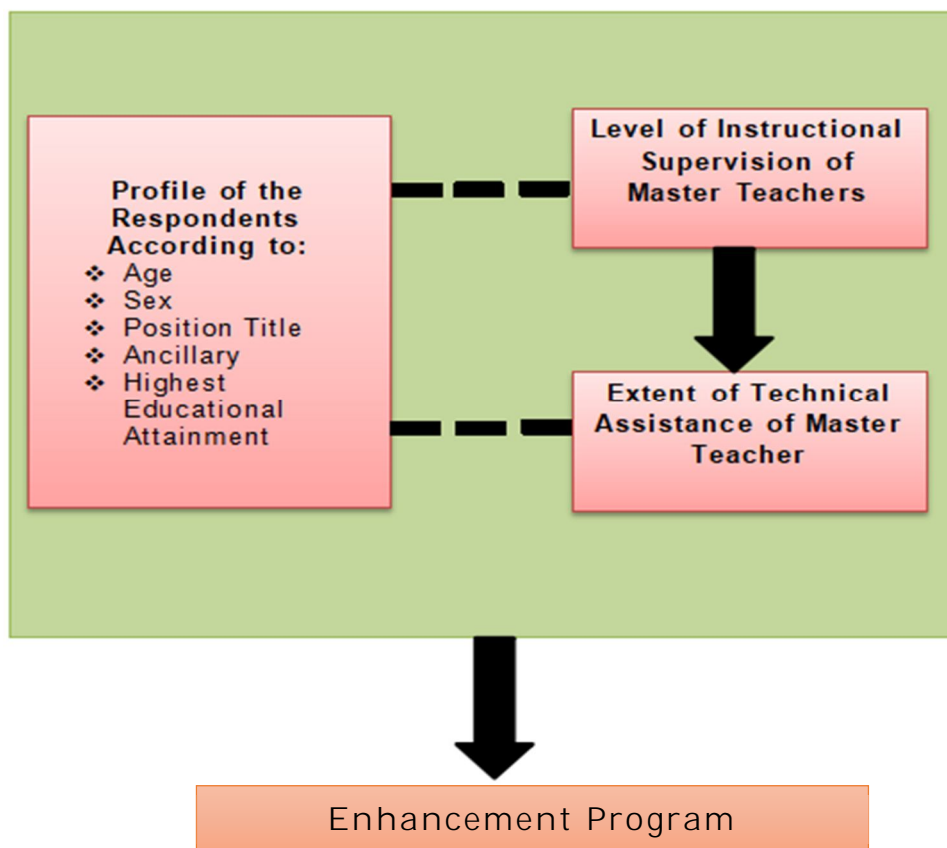 Profile of the
Respondents
According to:
❖ Age
❖ Sex
❖ Position Title
❖ Ancillary
❖ Highest
Educational
Attainment
Level of Instructional
Supervision of
Master Teachers
Extent of Technical
Assistance of Master
Teacher
Enhancement Program